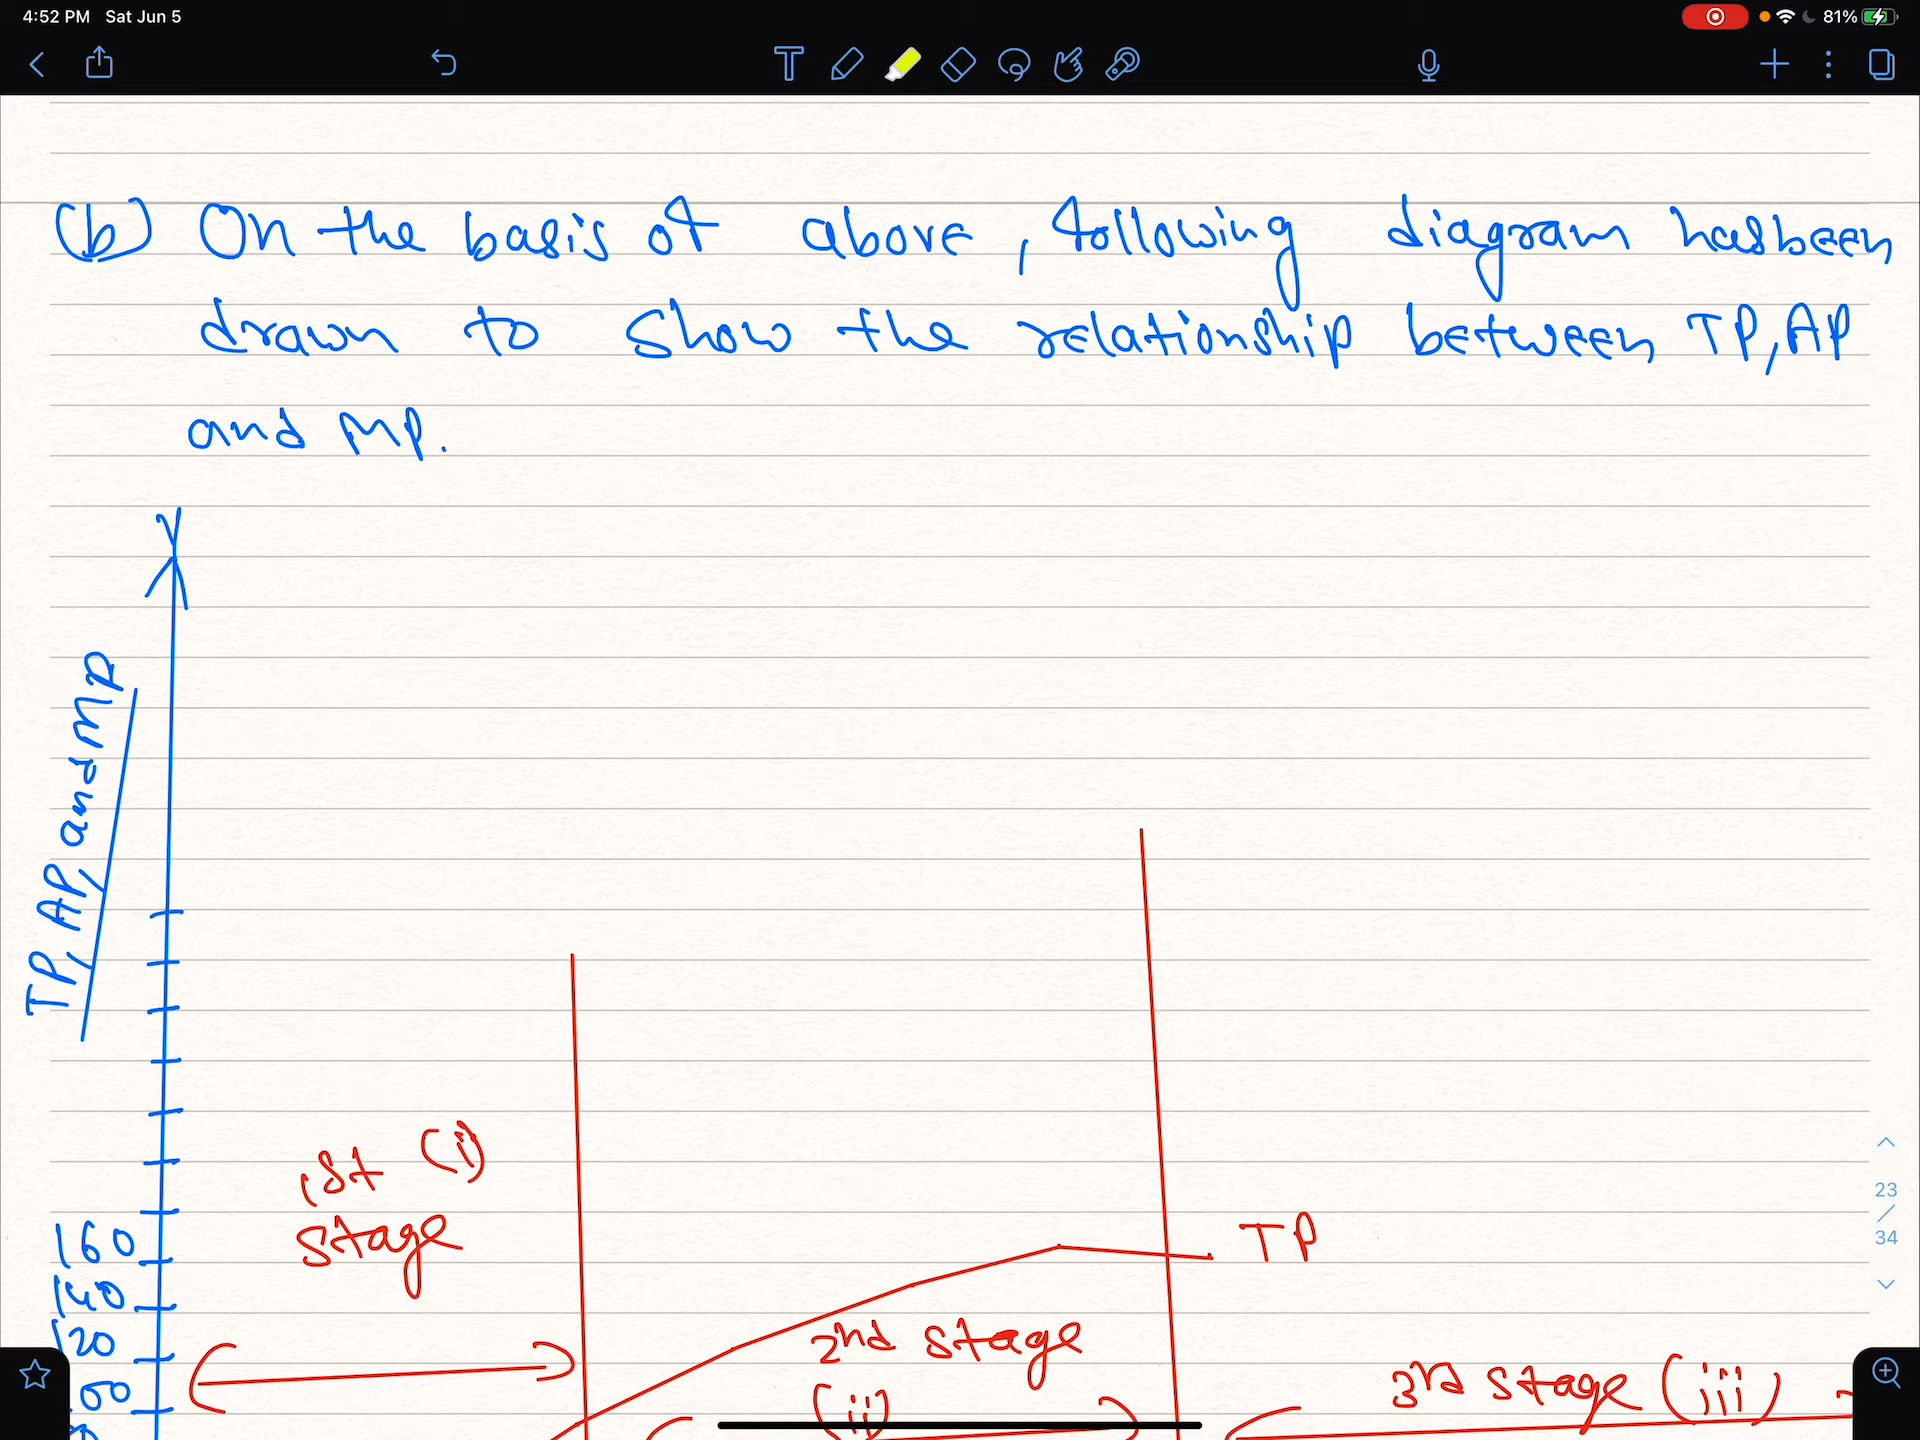 4:52 PM Sat Jun 5
81%
T
(b) On the basis of above, following diagram has been
drawn to show the relationship between TP, AP
and MP.
Y
TP, AP, and MP
1st (i)
stage
160
140
120
TP
2nd stage
(ii)
3rd stage (iii)
23
/
34